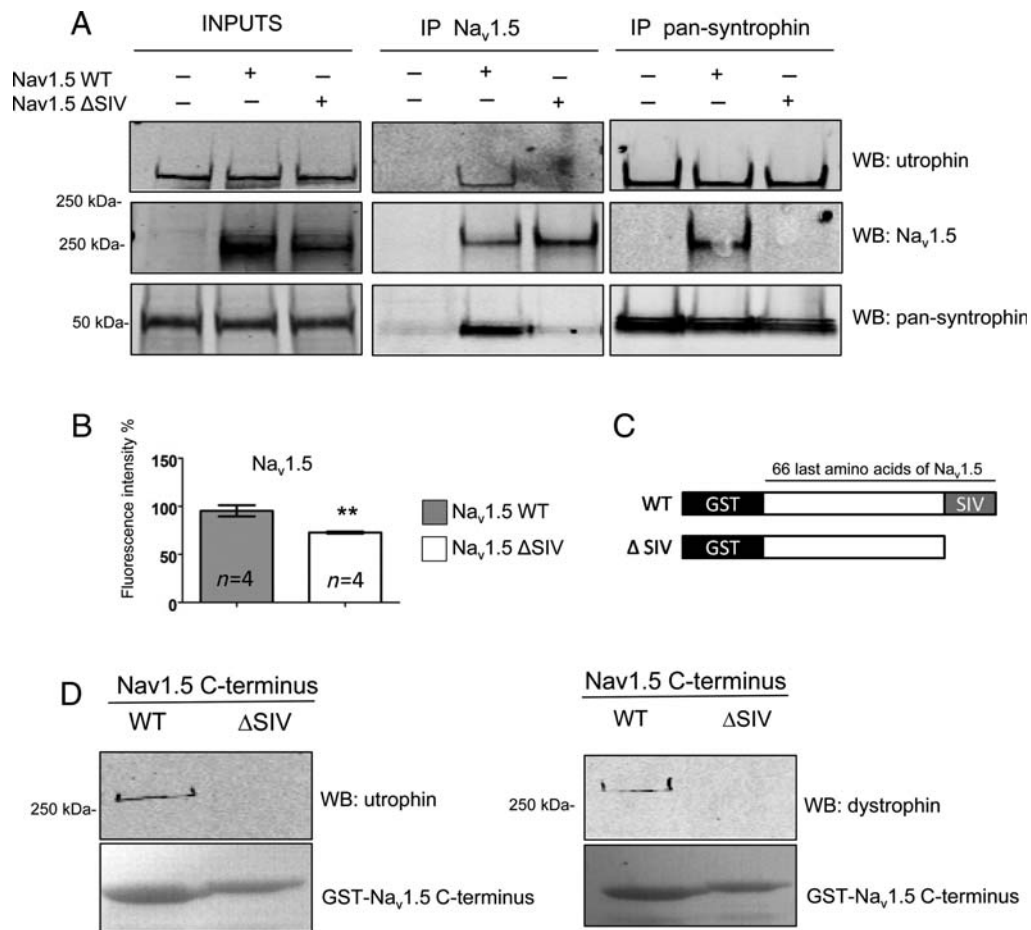 A
INPUTS
IP Nav1.5
IP pan-syntrophin
Nav1.5 WT – + – – + – – + –
Nav1.5 ΔSIV – – + – – + – – +
WB: utrophin
250 kDa-
250 kDa-
WB: Nav1.5
50 kDa-
WB: pan-syntrophin
B
Fluorescence intensity %
150
100
50
0
Nav1.5
**
n=4
n=4
Nav1.5 WT
Nav1.5 ΔSIV
C
66 last amino acids of Nav1.5
WT GST SIV
Δ SIV GST
D
Nav1.5 C-terminus
WT ΔSIV
250 kDa-
WB: utrophin
GST-Nav1.5 C-terminus
Nav1.5 C-terminus
WT ΔSIV
250 kDa-
WB: dystrophin
GST-Nav1.5 C-terminus